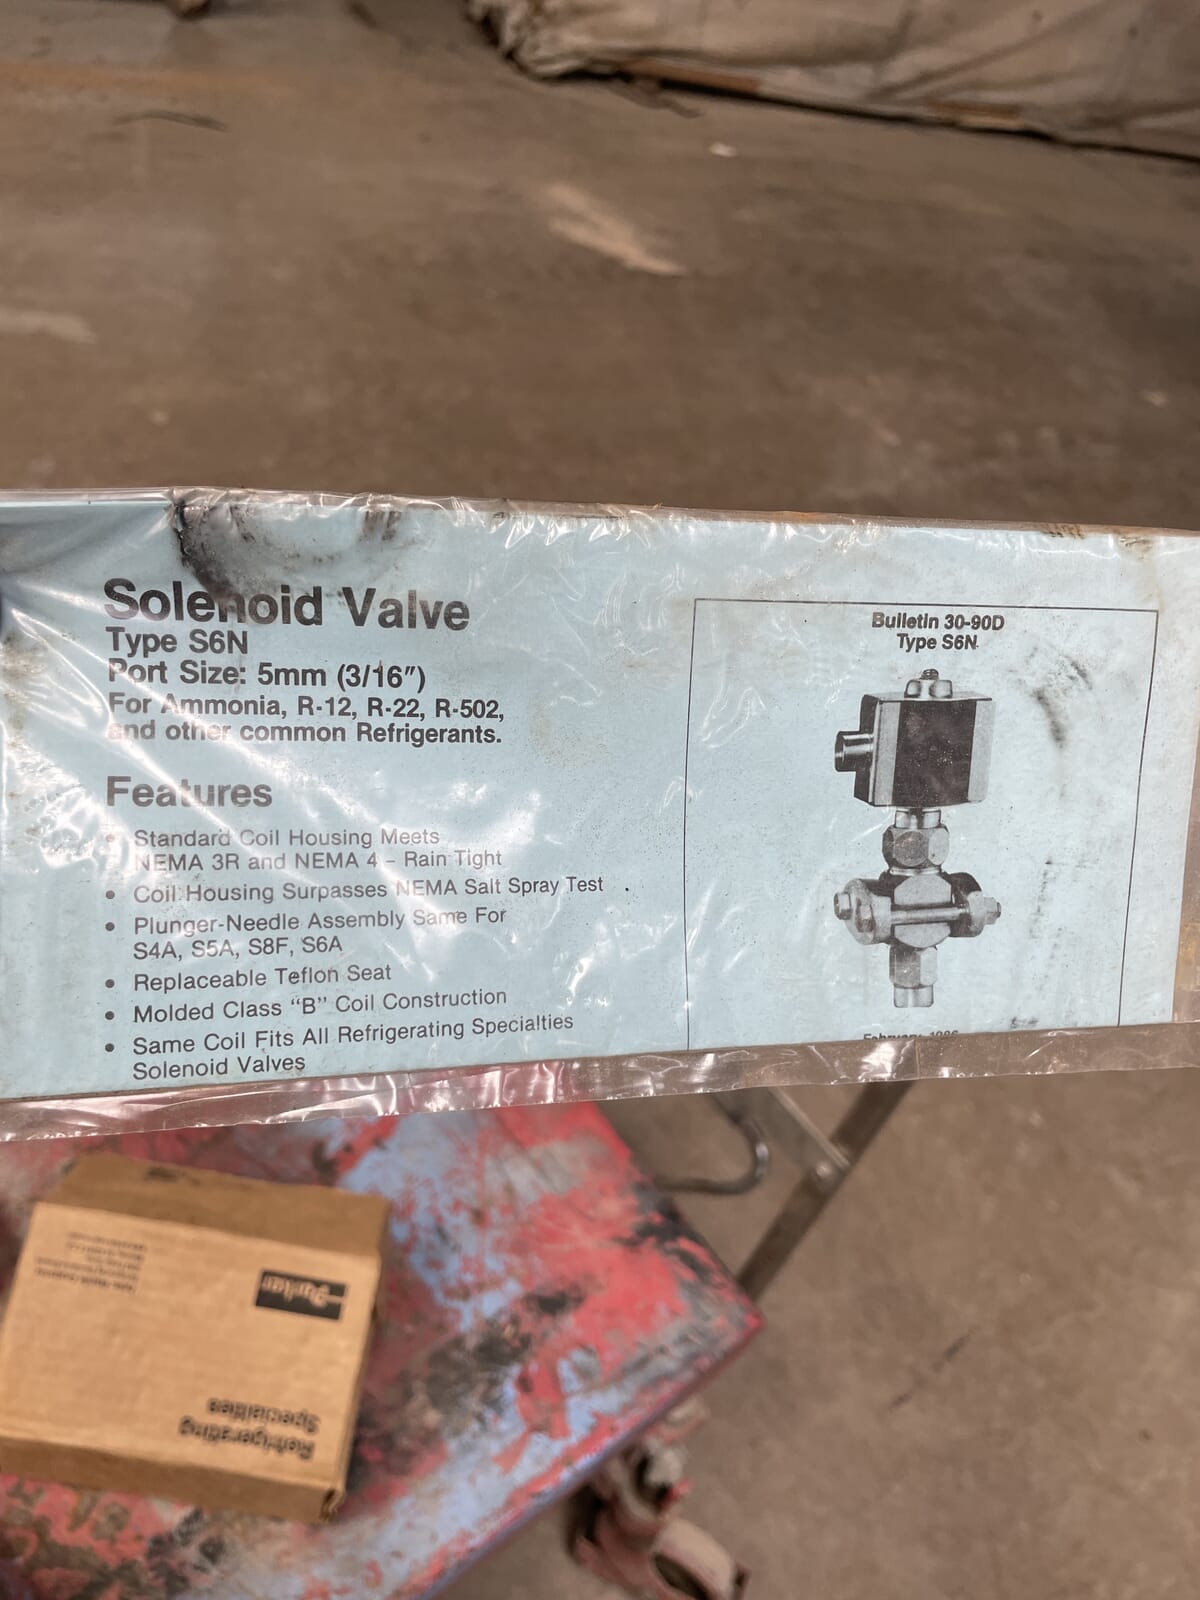 Solenoid Valve
Type S6N
Port Size: 5mm (3/16")
For Ammonia, R-12, R-22, R-502,
and other common Refrigerants.
Features
• Standard Coil Housing Meets
NEMA 3R and NEMA 4 – Rain Tight
• Coil Housing Surpasses NEMA Salt Spray Test
• Plunger-Needle Assembly Same For
S4A, S5A, S8F, S6A
• Replaceable Teflon Seat
• Molded Class "B" Coil Construction
• Same Coil Fits All Refrigerating Specialties
Solenoid Valves
Bulletin 30-90D
Type S6N
February 1986
Parker
Refrigerating
Specialties